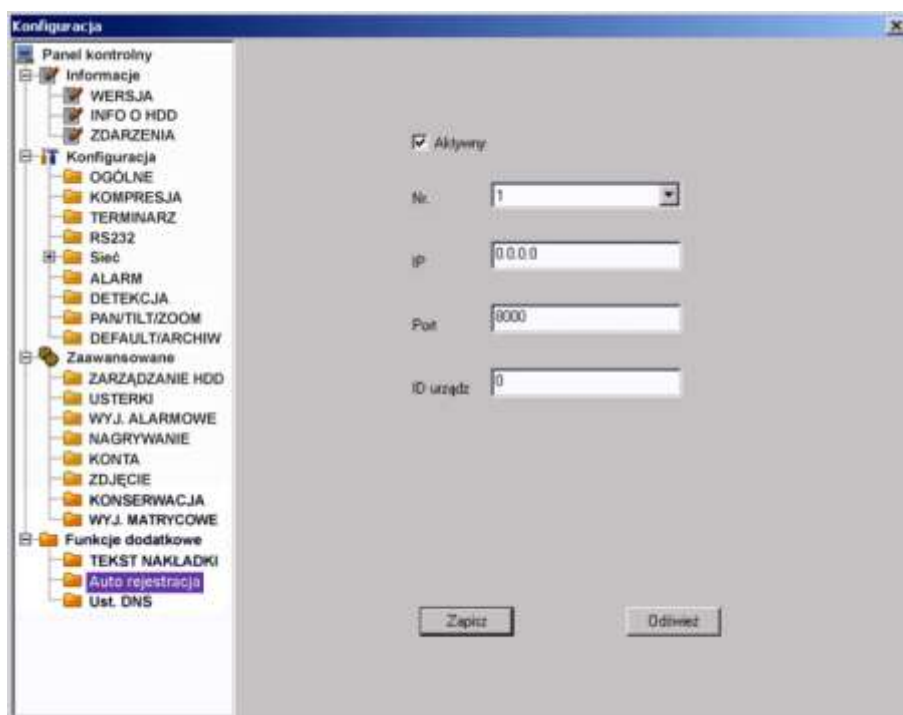 Konfiguracja
Panel kontrolny
Informacje
WERSJA
INFO O HDD
ZDARZENIA
Konfiguracja
OGÓLNE
KOMPRESJA
TERMINARZ
RS232
Sieć
ALARM
DETEKCJA
PAN/TILT/ZOOM
DEFAULT/ARCHIW
Zaawansowane
ZARZĄDZANIE HDD
USTERKI
WYJ. ALARMOWE
NAGRYWANIE
KONTA
ZDJĘCIE
KONSERWACJA
WYJ. MATRYCOWE
Funkcje dodatkowe
TEKST NAKŁADKI
Auto rejestracja
Ust. DNS
Aktywny
Nr. 1
IP 0.0.0.0
Port 8000
ID urządz 0
Zapisz Odśwież